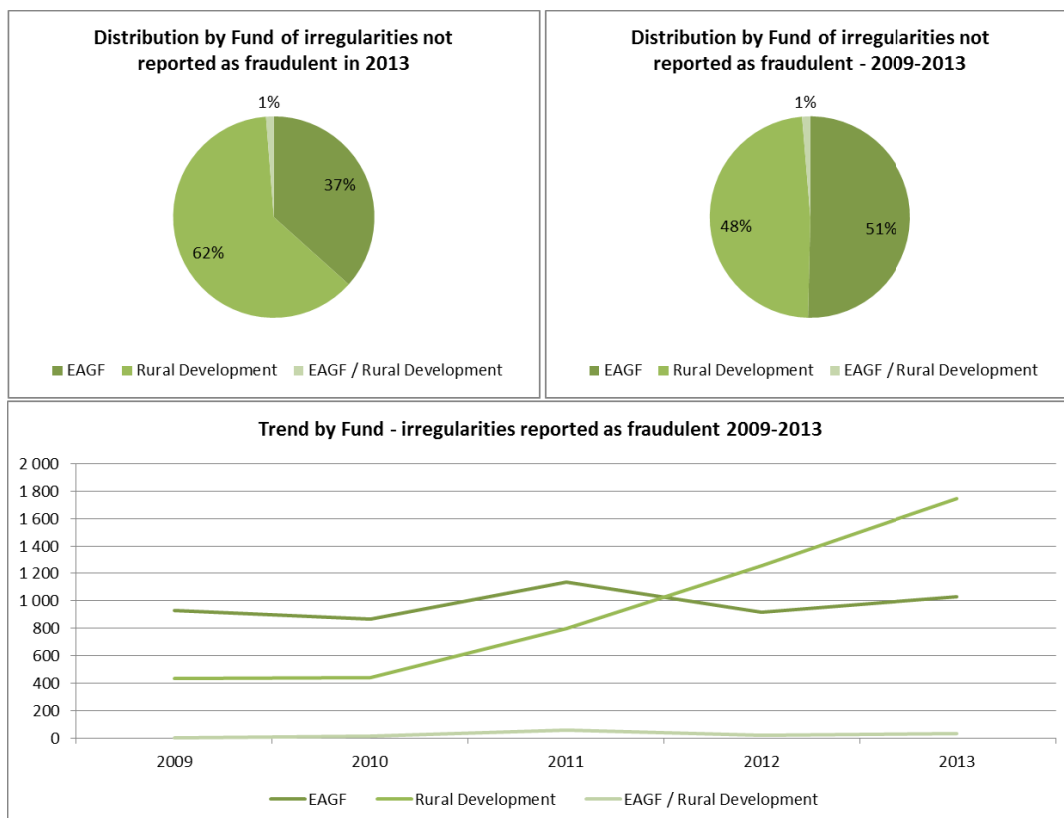 Distribution by Fund of irregularities not
reported as fraudulent in 2013
1%
37%
62%
EAGF Rural Development EAGF / Rural Development
Distribution by Fund of irregularities not
reported as fraudulent - 2009-2013
1%
48%
51%
EAGF Rural Development EAGF / Rural Development
Trend by Fund - irregularities reported as fraudulent 2009-2013
2 000
1 800
1 600
1 400
1 200
1 000
800
600
400
200
0
2009 2010 2011 2012 2013
EAGF Rural Development EAGF / Rural Development